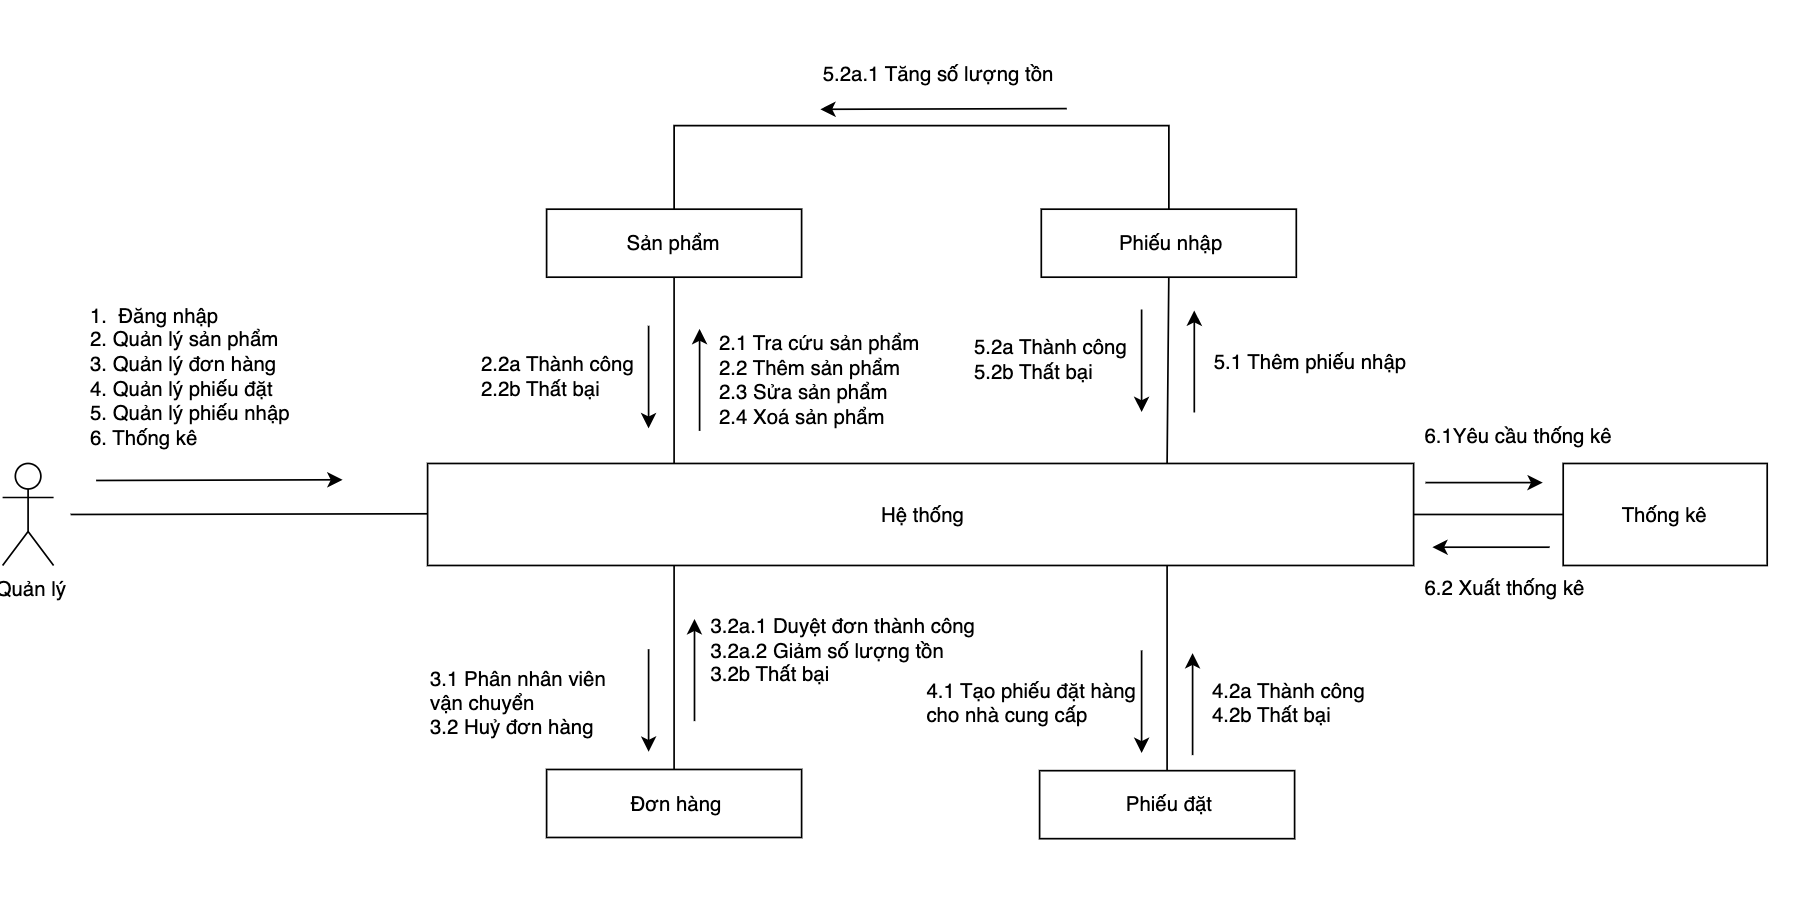 5.2a.1 Tăng số lượng tồn
Sản phẩm
Phiếu nhập
1. Đăng nhập
2. Quản lý sản phẩm
3. Quản lý đơn hàng
4. Quản lý phiếu đặt
5. Quản lý phiếu nhập
6. Thống kê
2.2a Thành công
2.2b Thất bại
2.1 Tra cứu sản phẩm
2.2 Thêm sản phẩm
2.3 Sửa sản phẩm
2.4 Xoá sản phẩm
5.2a Thành công
5.2b Thất bại
5.1 Thêm phiếu nhập
6.1Yêu cầu thống kê
Hệ thống
Thống kê
Quản lý
6.2 Xuất thống kê
3.1 Phân nhân viên
vận chuyển
3.2 Huỷ đơn hàng
3.2a.1 Duyệt đơn thành công
3.2a.2 Giảm số lượng tồn
3.2b Thất bại
4.1 Tạo phiếu đặt hàng
cho nhà cung cấp
4.2a Thành công
4.2b Thất bại
Đơn hàng
Phiếu đặt